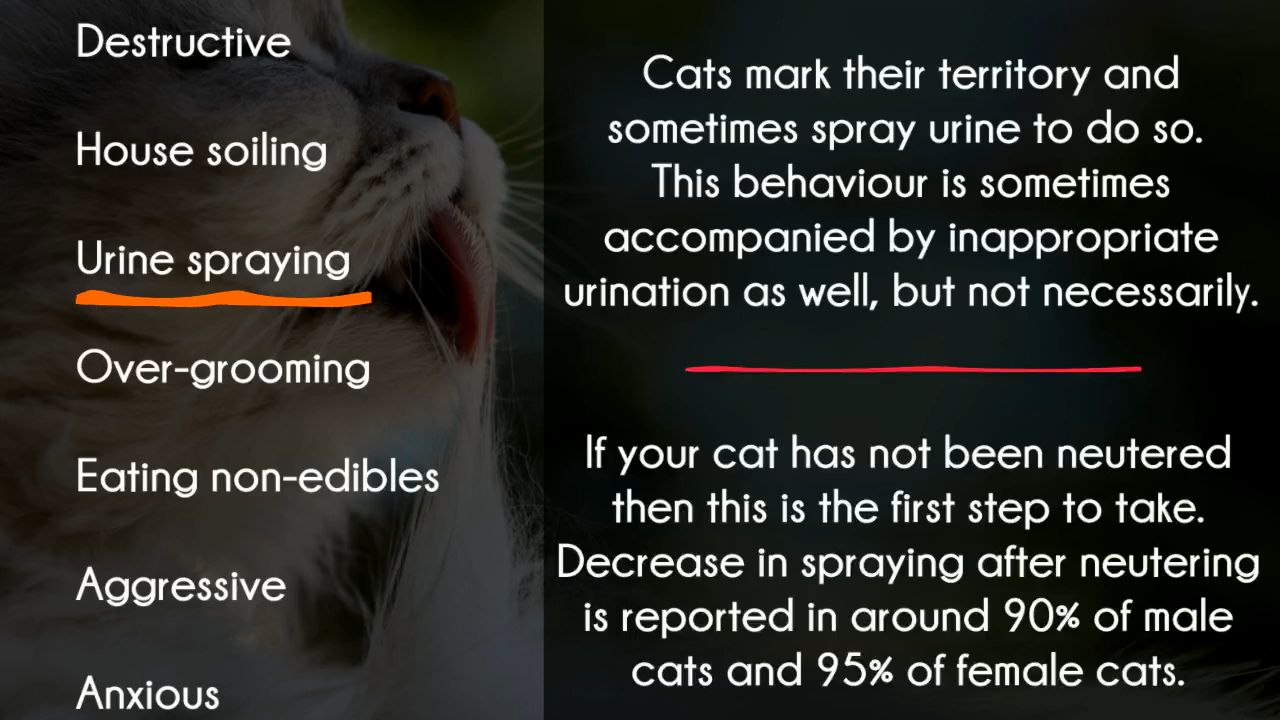 Destructive
House soiling
Urine spraying
Over-grooming
Eating non-edibles
Aggressive
Anxious
Cats mark their territory and
sometimes spray urine to do so.
This behaviour is sometimes
accompanied by inappropriate
urination as well, but not necessarily.
If your cat has not been neutered
then this is the first step to take.
Decrease in spraying after neutering
is reported in around 90% of male
cats and 95% of female cats.